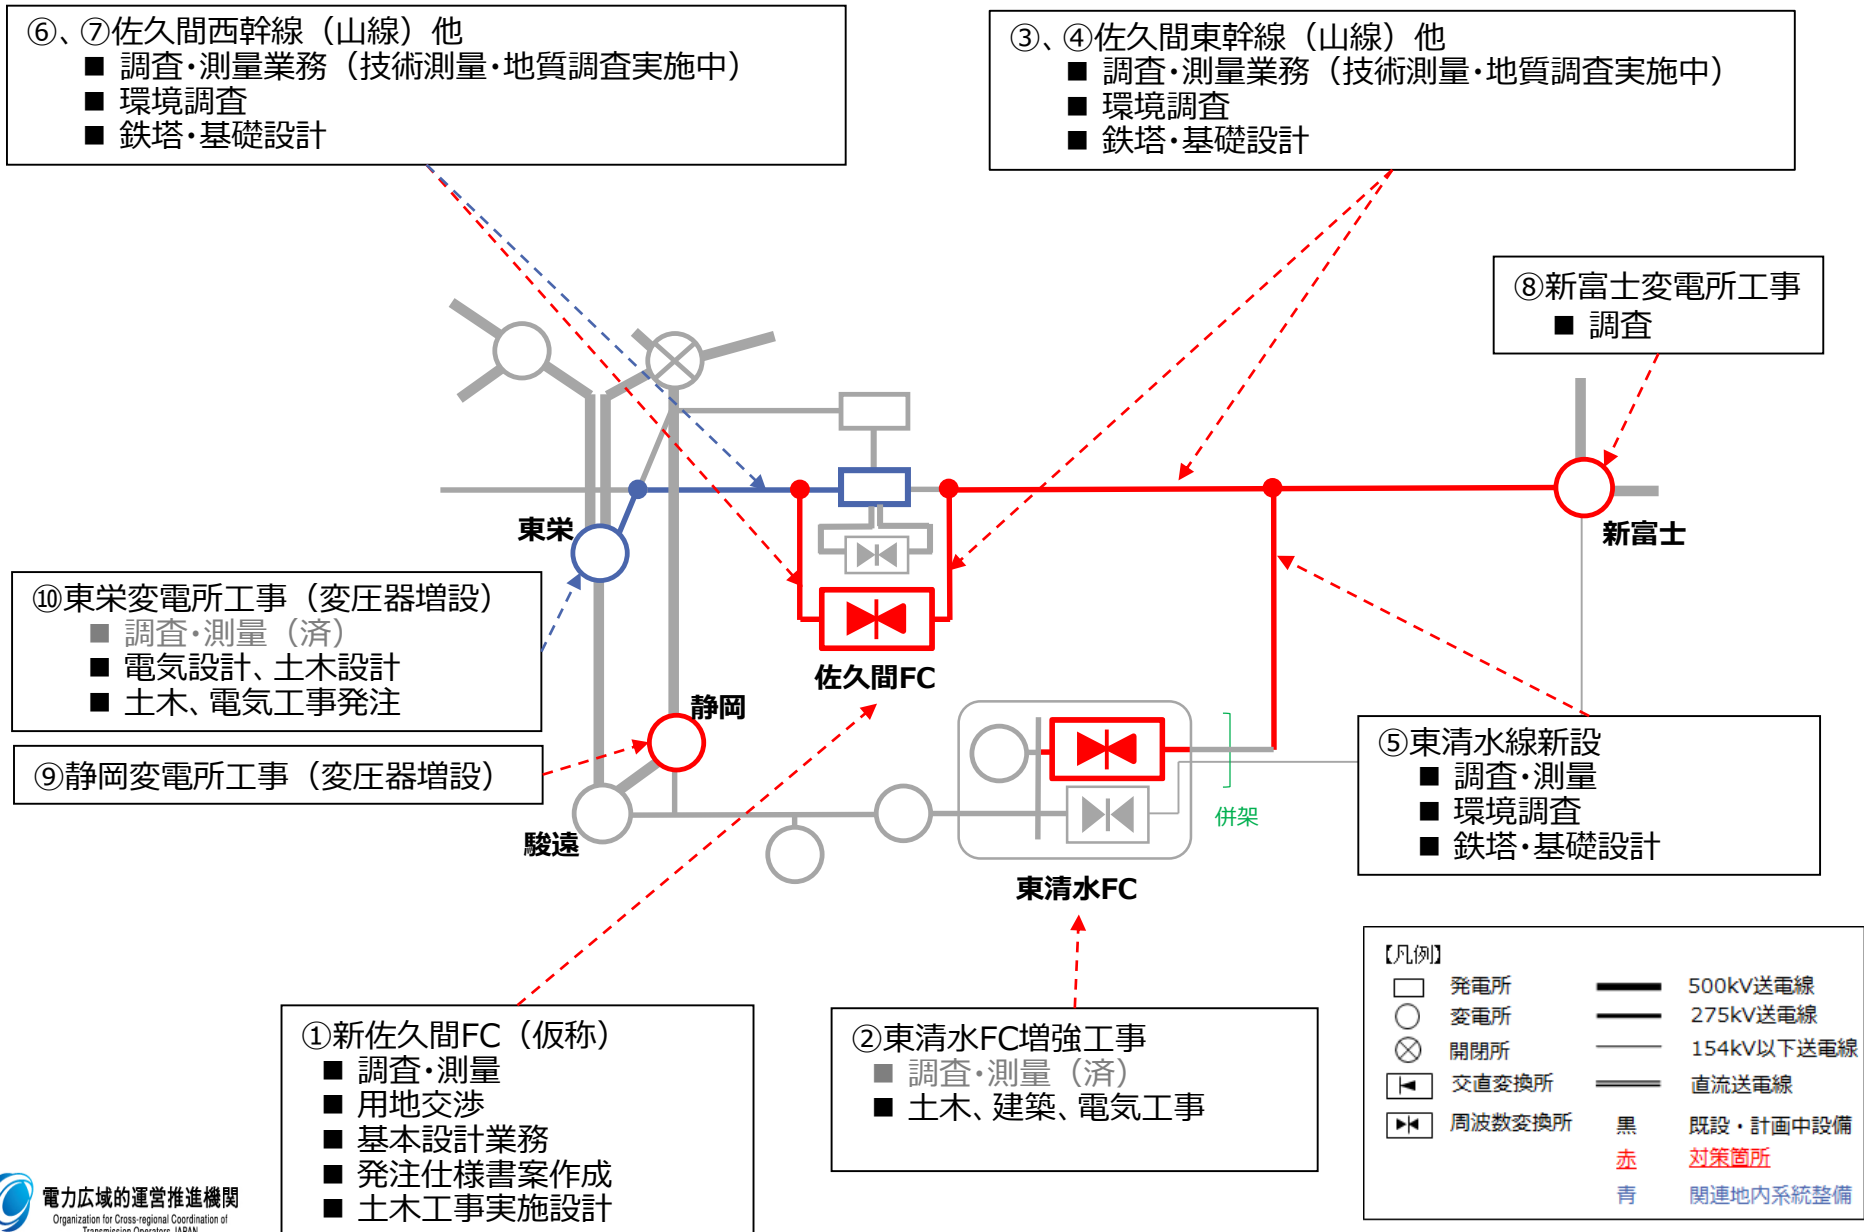 ⑥、⑦佐久間西幹線（山線）他
■ 調査・測量業務（技術測量・地質調査実施中）
■ 環境調査
■ 鉄塔・基礎設計
③、④佐久間東幹線（山線）他
■ 調査・測量業務（技術測量・地質調査実施中）
■ 環境調査
■ 鉄塔・基礎設計
⑧新富士変電所工事
■ 調査
東栄
新富士
⑩東栄変電所工事（変圧器増設）
■ 調査・測量（済）
■ 電気設計、土木設計
■ 土木、電気工事発注
佐久間FC
静岡
⑨静岡変電所工事（変圧器増設）
⑤東清水線新設
■ 調査・測量
■ 環境調査
■ 鉄塔・基礎設計
併架
駿遠
東清水FC
①新佐久間FC（仮称）
■ 調査・測量
■ 用地交渉
■ 基本設計業務
■ 発注仕様書案作成
■ 土木工事実施設計
②東清水FC増強工事
■ 調査・測量（済）
■ 土木、建築、電気工事
【凡例】
発電所 500kV送電線
変電所 275kV送電線
開閉所 154kV以下送電線
交直変換所 直流送電線
周波数変換所 黒 既設・計画中設備
赤 対策箇所
青 関連地内系統整備
電力広域的運営推進機関
Organization for Cross-regional Coordination of
Transmission Operators, JAPAN